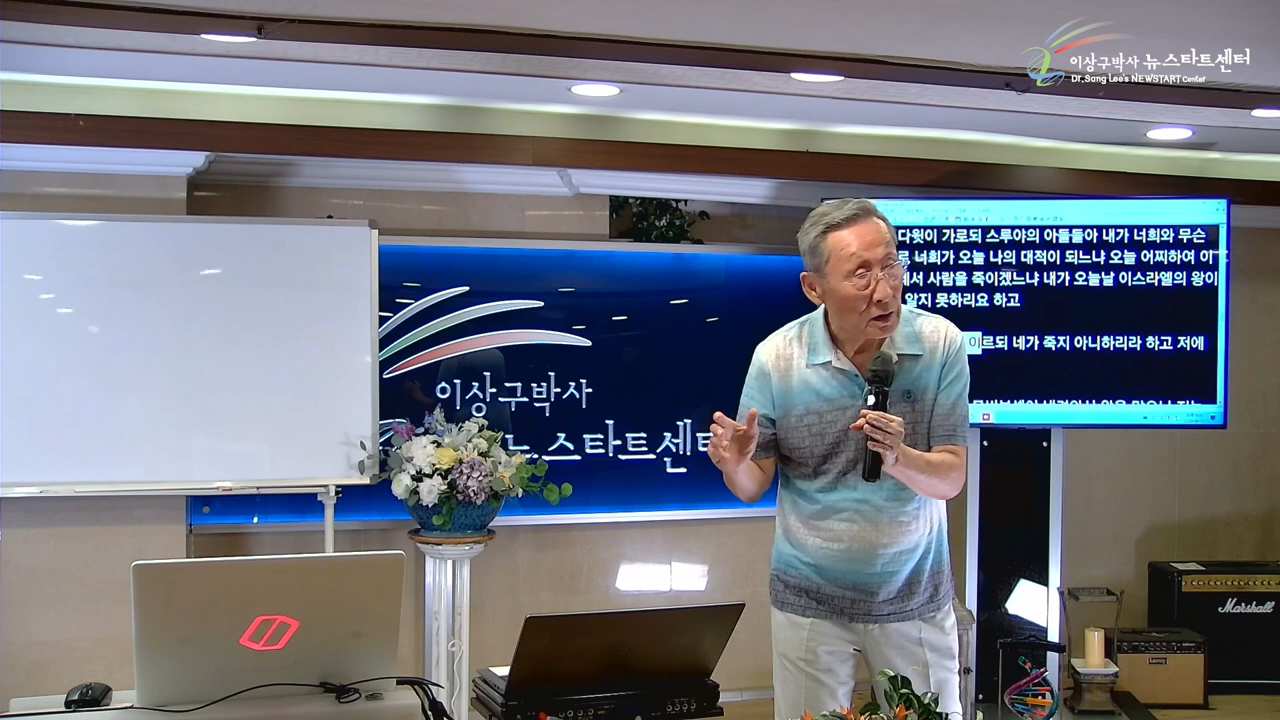 이상구박사 뉴스타트센터
Dr.Sang Lee's NEWSTART Center
다윗이 가로되 스루야의 아들들아 내가 너희와 무슨
너희가 오늘 나의 대적이 되느냐 오늘 어찌하여 이
사람을 죽이겠느냐 내가 오늘날 이스라엘의 왕이
알지 못하리요 하고
이르되 네가 죽지 아니하리라 하고 저에
이상구박사
뉴스타트센터
Marshall
Laney